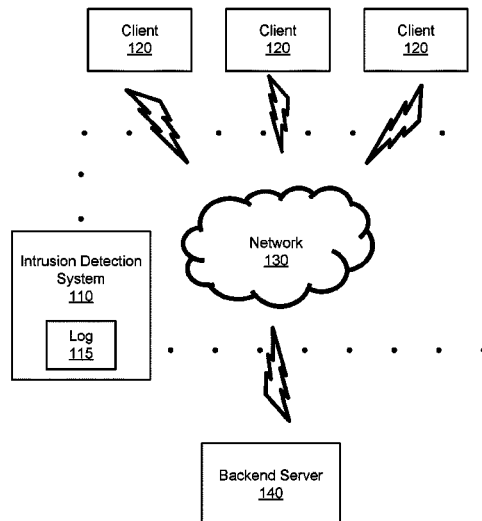 Client
120
Client
120
Client
120
Network
130
Intrusion Detection
System
110
Log
115
Backend Server
140